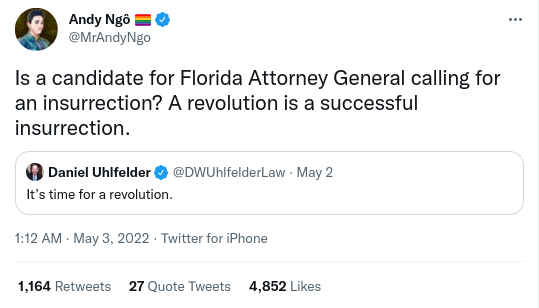 Andy Ngô 🏳️‍🌈
@MrAndyNgo
Is a candidate for Florida Attorney General calling for
an insurrection? A revolution is a successful
insurrection.
Daniel Uhlfelder @DWUhlfelderLaw · May 2
It's time for a revolution.
1:12 AM · May 3, 2022 · Twitter for iPhone
1,164 Retweets 27 Quote Tweets 4,852 Likes